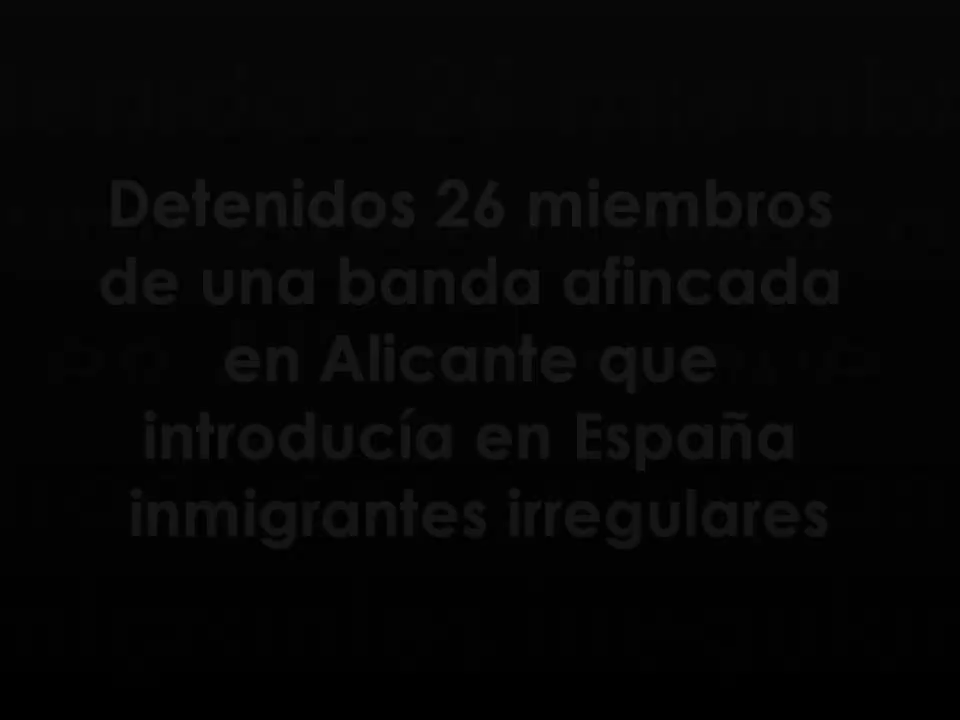 Detenidos 26 miembros
de una banda afincada
en Alicante que
introducía en España
inmigrantes irregulares